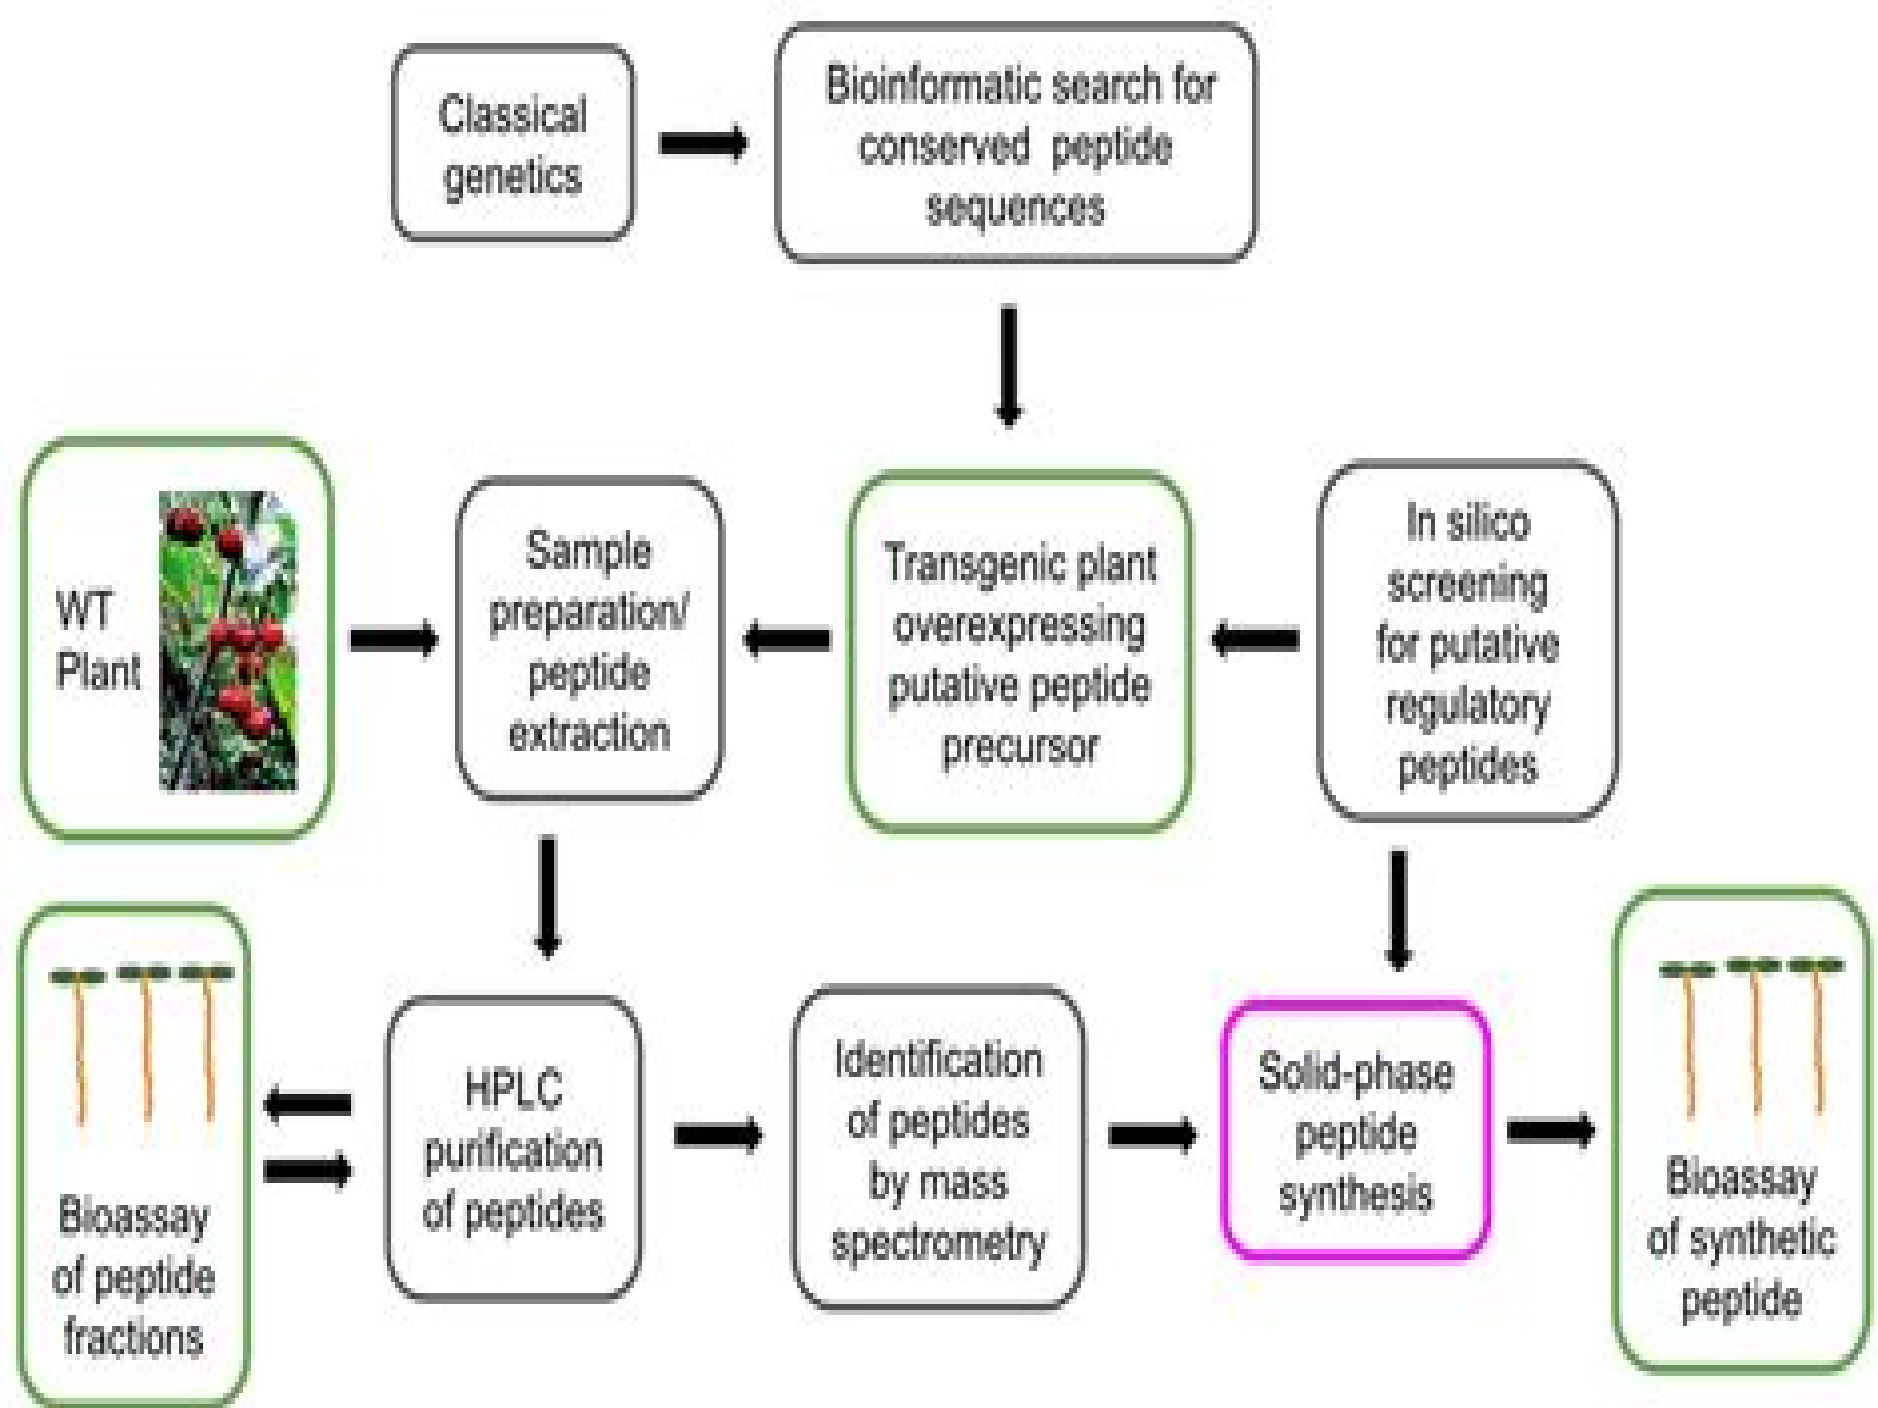 Classical
genetics
Bioinformatic search for
conserved peptide
sequences
WT
Plant
Sample
preparation/
peptide
extraction
Transgenic plant
overexpressing
putative peptide
precursor
In silico
screening
for putative
regulatory
peptides
Bioassay
of peptide
fractions
HPLC
purification
of peptides
Identification
of peptides
by mass
spectrometry
Solid-phase
peptide
synthesis
Bioassay
of synthetic
peptide